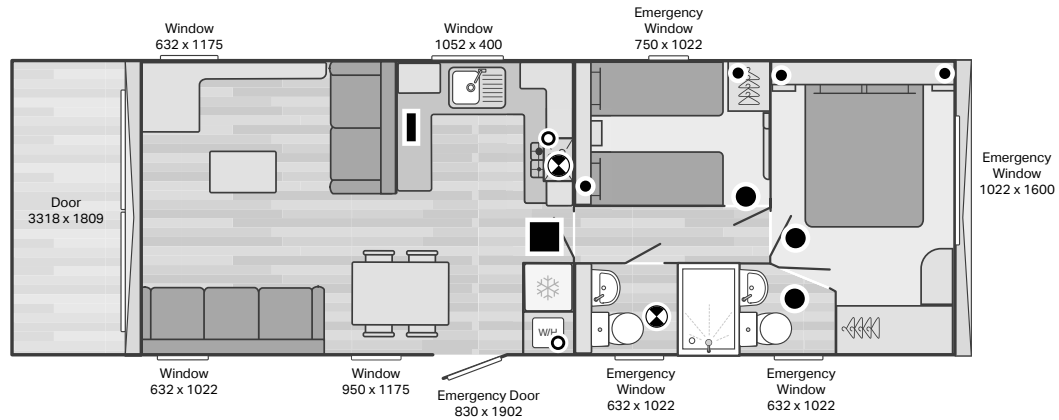 Window
632 x 1175
Window
1052 x 400
Emergency
Window
750 x 1022
Door
3318 x 1809
Emergency
Window
1022 x 1600
W/H
Window
632 x 1022
Window
950 x 1175
Emergency Door
830 x 1902
Emergency
Window
632 x 1022
Emergency
Window
632 x 1022